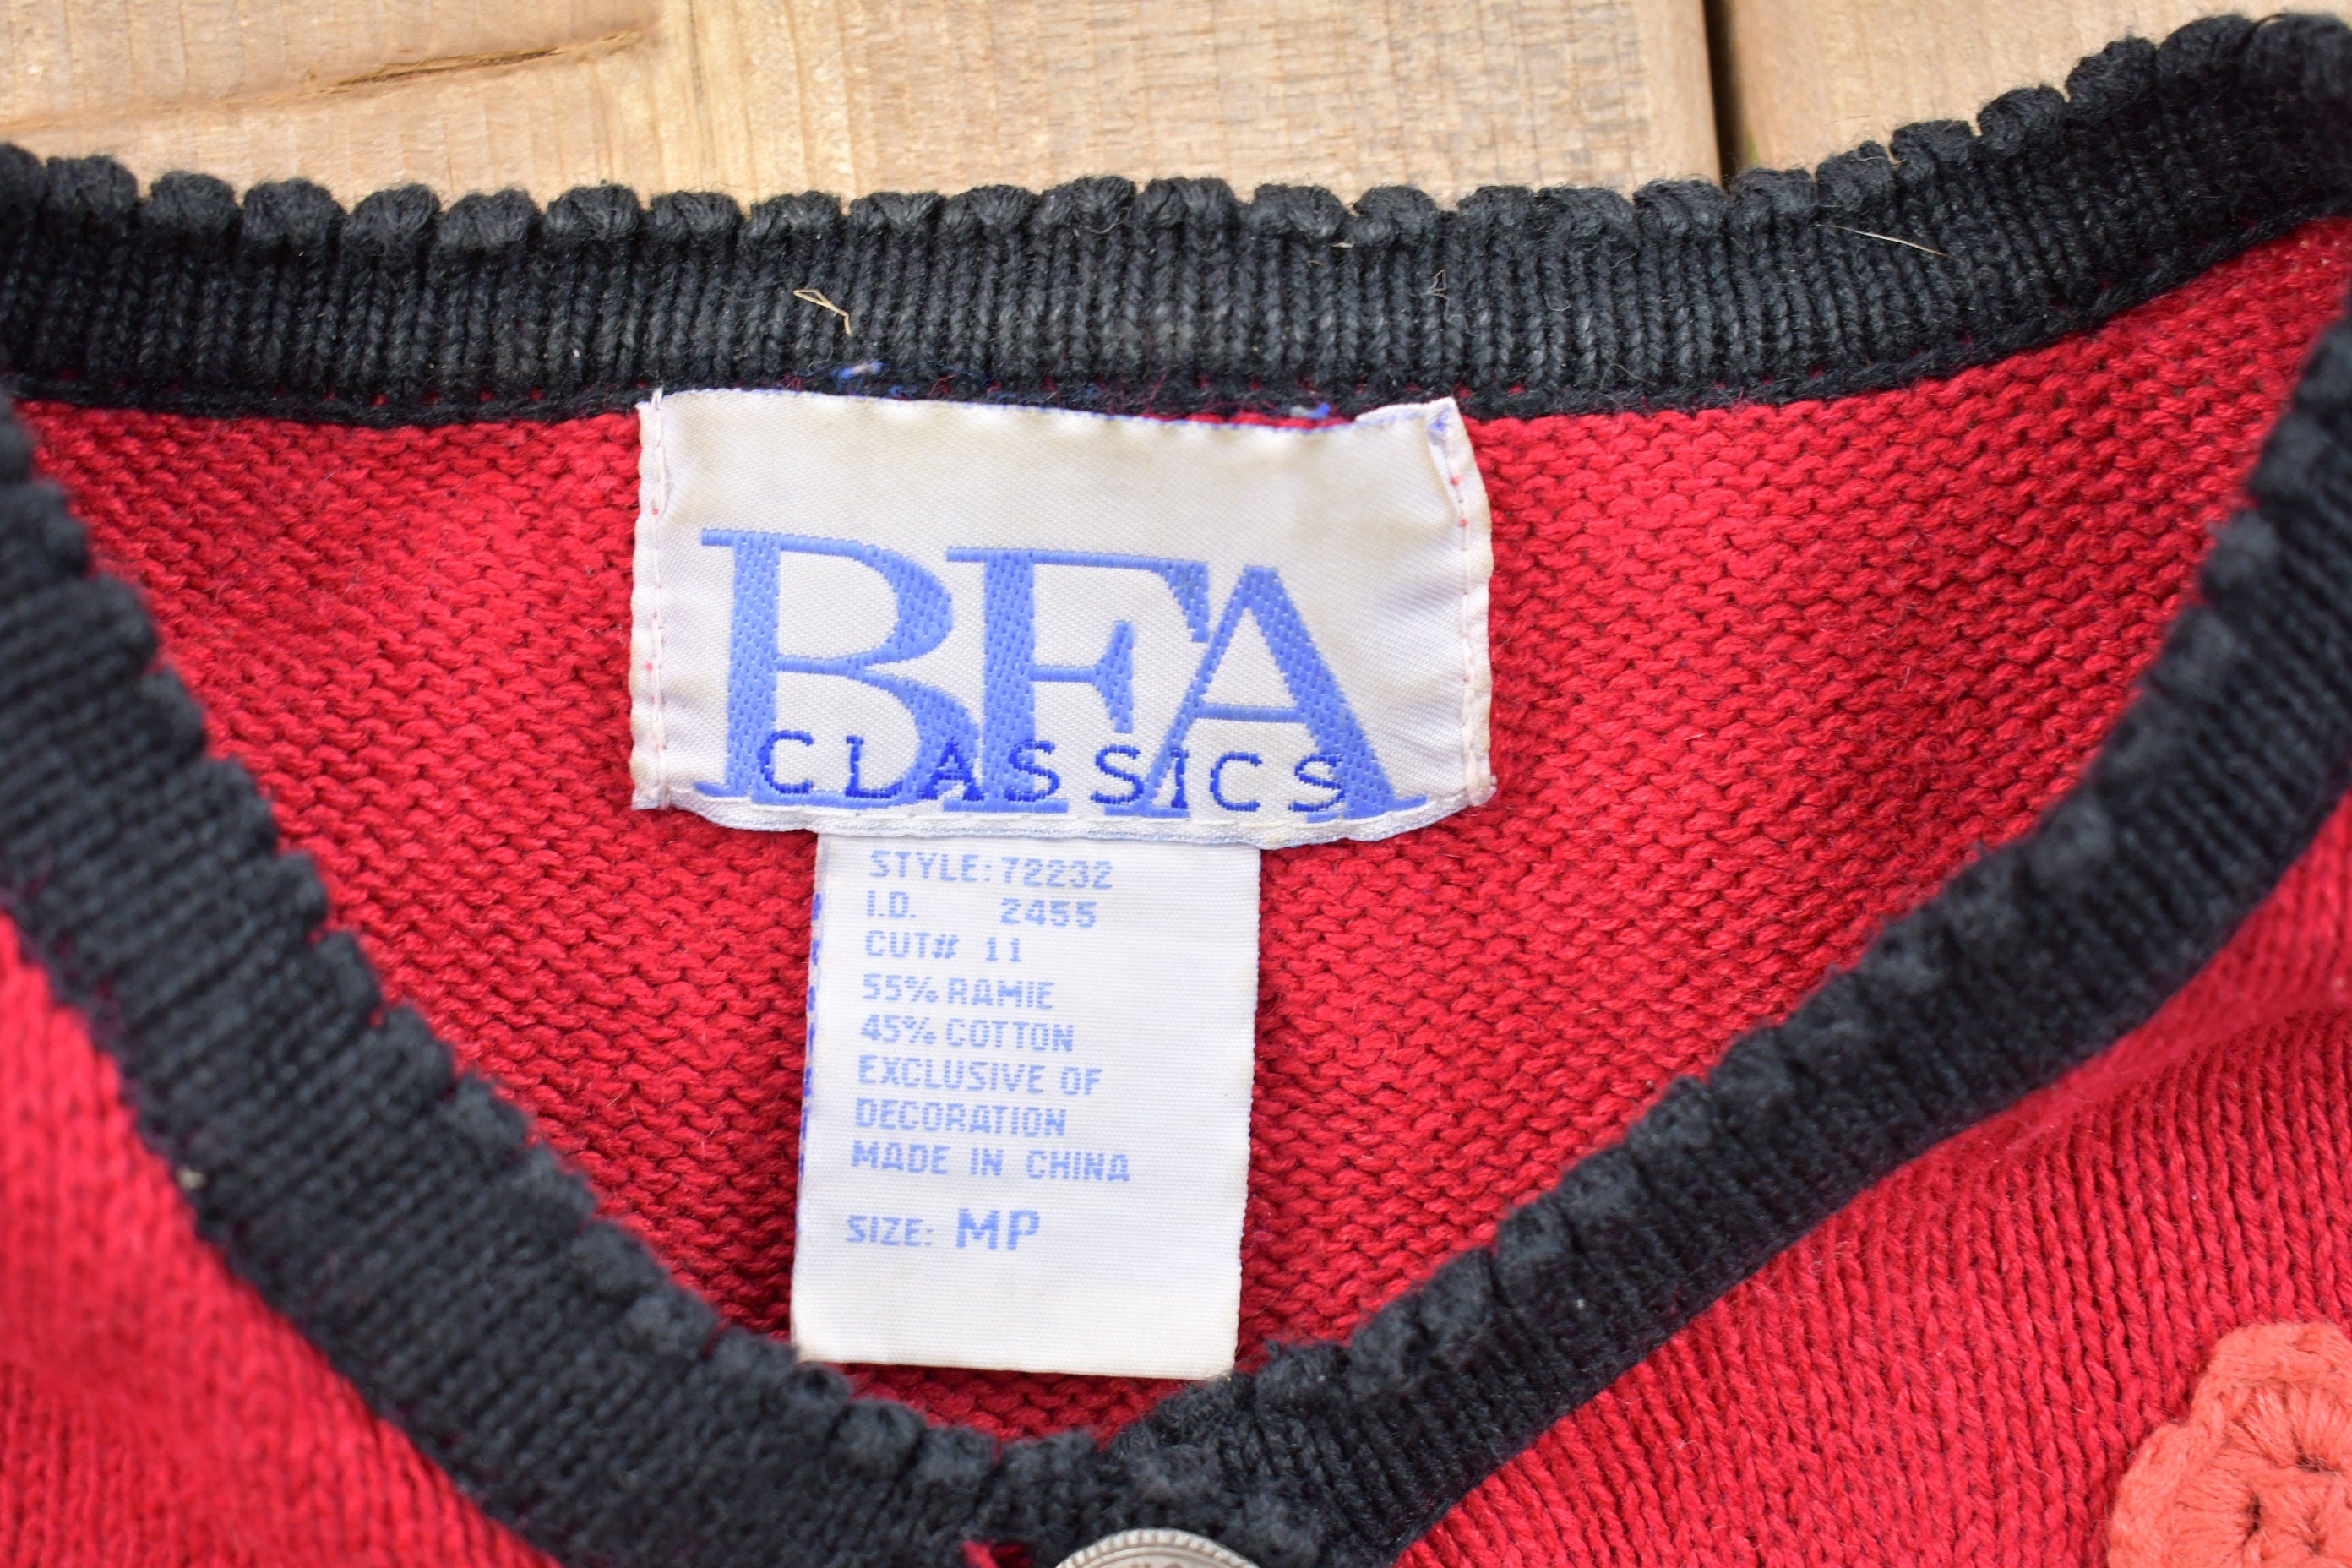 BFA
CLASSICS
STYLE: 72232
I.D. 2455
CUT# 11
55% RAMIE
45% COTTON
EXCLUSIVE OF
DECORATION
MADE IN CHINA
SIZE: MP